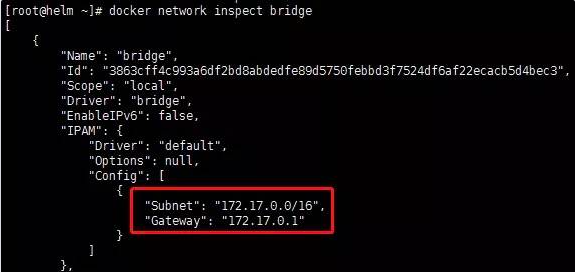 [root@helm ~]# docker network inspect bridge
[
    {
        "Name": "bridge",
        "Id": "3863cff4c993a6df2bd8abdedfe89d5750febbd3f7524df6af22ecacb5d4bec3",
        "Scope": "local",
        "Driver": "bridge",
        "EnableIPv6": false,
        "IPAM": {
            "Driver": "default",
            "Options": null,
            "Config": [
                {
                    "Subnet": "172.17.0.0/16",
                    "Gateway": "172.17.0.1"
                }
            ]
        },